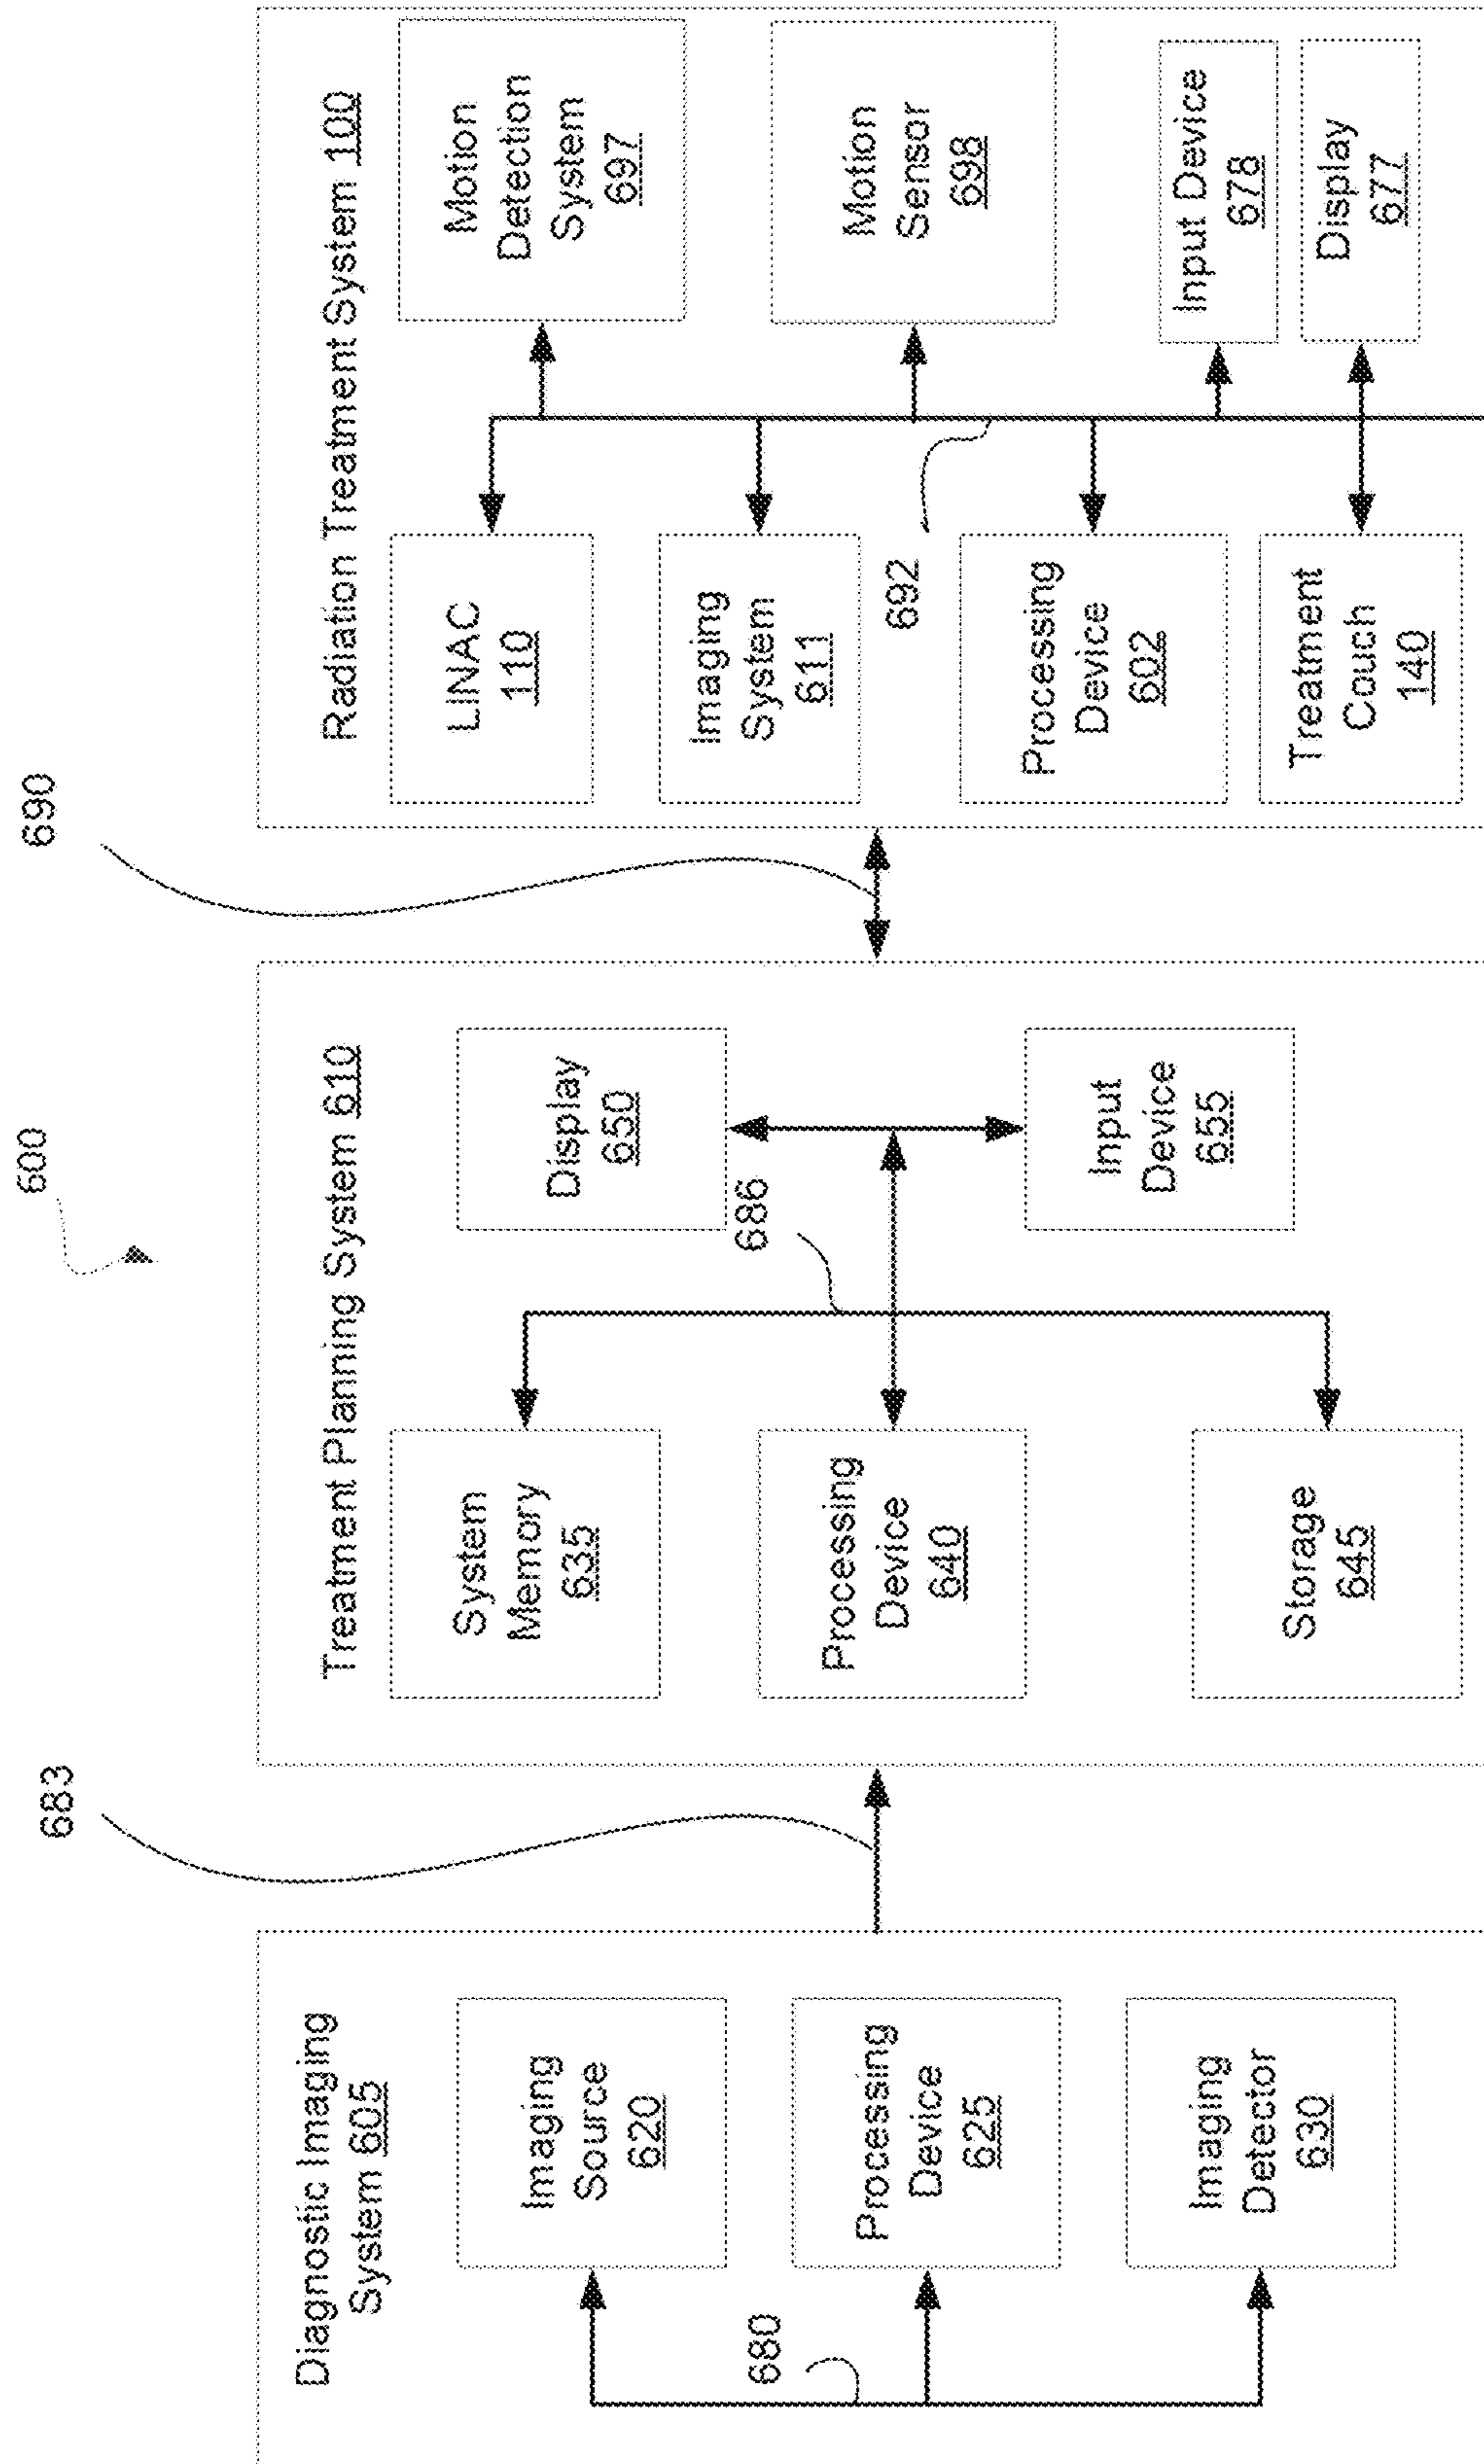 600
683
690
Diagnostic Imaging
System 605
Imaging
Source
620
Processing
Device
625
Imaging
Detector
630
680
Treatment Planning System 610
System
Memory
635
Processing
Device
640
Storage
645
686
Display
650
Input
Device
655
Radiation Treatment System 100
LINAC
110
Imaging
System
611
Processing
Device
602
Treatment
Couch
140
692
Motion
Detection
System
697
Motion
Sensor
698
Input Device
678
Display
677